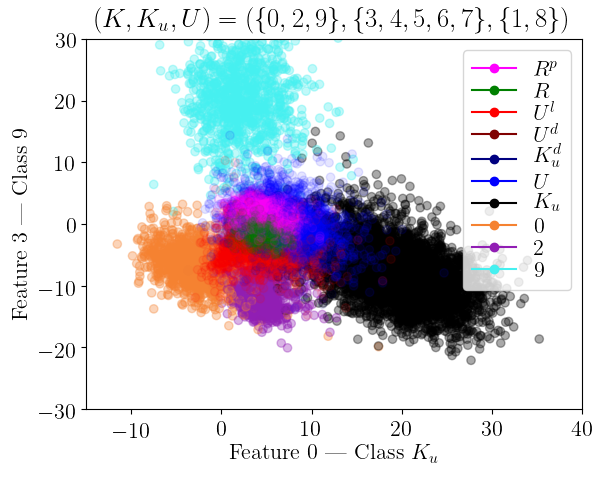 (K, K_u, U) = ({0, 2, 9}, {3, 4, 5, 6, 7}, {1, 8})
30
20
10
0
−10
−20
−30
Feature 3 — Class 9
R^p
R
U^l
U^d
K_u^d
U
K_u
0
2
9
−10 0 10 20 30 40
Feature 0 — Class K_u